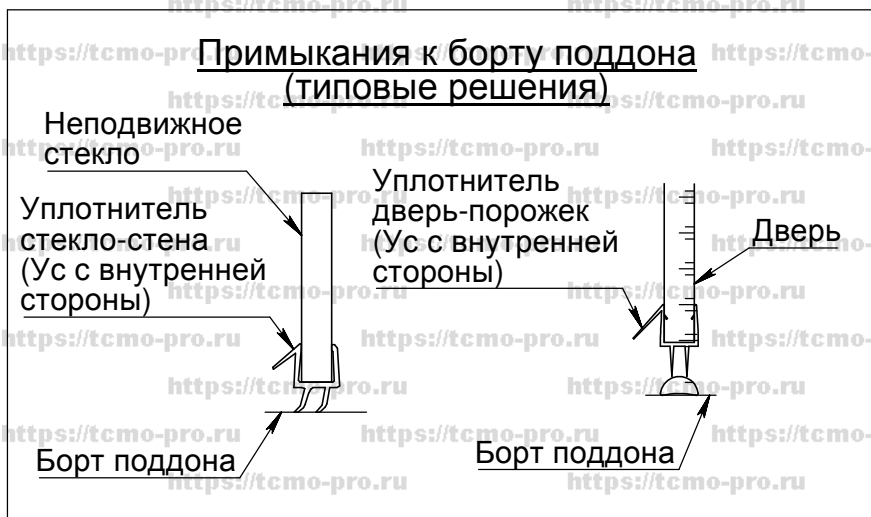 Примыкания к борту поддона
(типовые решения)
Неподвижное
стекло
Уплотнитель
стекло-стена
(Ус с внутренней
стороны)
Борт поддона
Уплотнитель
дверь-порожек
(Ус с внутренней
стороны)
Дверь
Борт поддона
https://tcmo-pro.ru